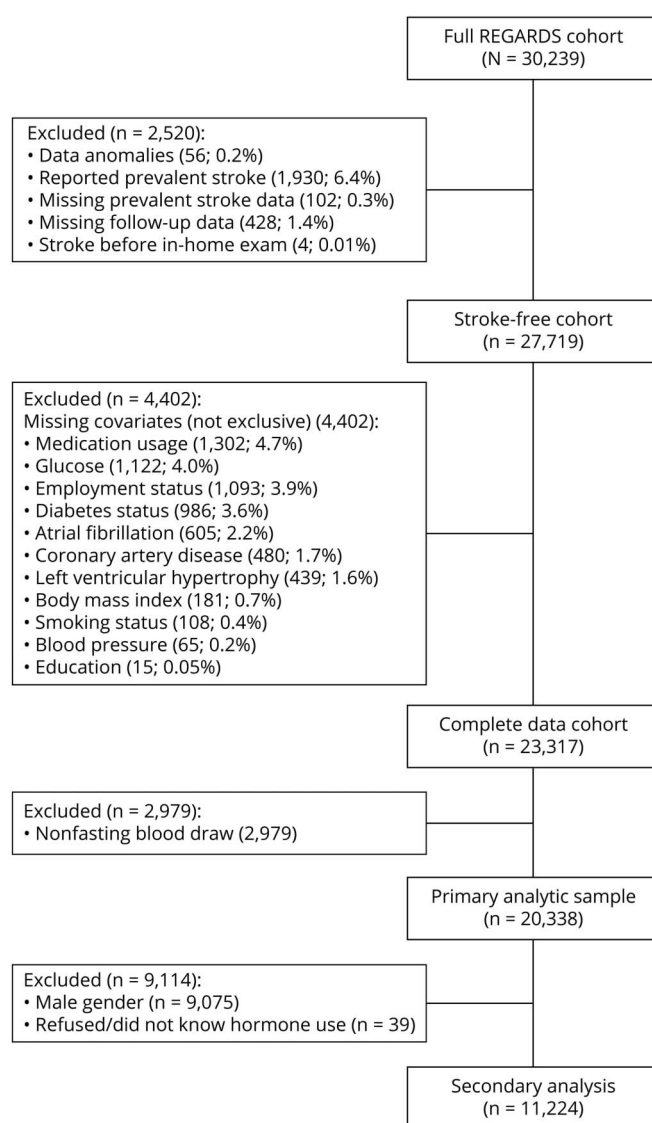 Full REGARDS cohort
(N = 30,239)
Excluded (n = 2,520):
• Data anomalies (56; 0.2%)
• Reported prevalent stroke (1,930; 6.4%)
• Missing prevalent stroke data (102; 0.3%)
• Missing follow-up data (428; 1.4%)
• Stroke before in-home exam (4; 0.01%)
Stroke-free cohort
(n = 27,719)
Excluded (n = 4,402):
Missing covariates (not exclusive) (4,402):
• Medication usage (1,302; 4.7%)
• Glucose (1,122; 4.0%)
• Employment status (1,093; 3.9%)
• Diabetes status (986; 3.6%)
• Atrial fibrillation (605; 2.2%)
• Coronary artery disease (480; 1.7%)
• Left ventricular hypertrophy (439; 1.6%)
• Body mass index (181; 0.7%)
• Smoking status (108; 0.4%)
• Blood pressure (65; 0.2%)
• Education (15; 0.05%)
Complete data cohort
(n = 23,317)
Excluded (n = 2,979):
• Nonfasting blood draw (2,979)
Primary analytic sample
(n = 20,338)
Excluded (n = 9,114):
• Male gender (n = 9,075)
• Refused/did not know hormone use (n = 39)
Secondary analysis
(n = 11,224)